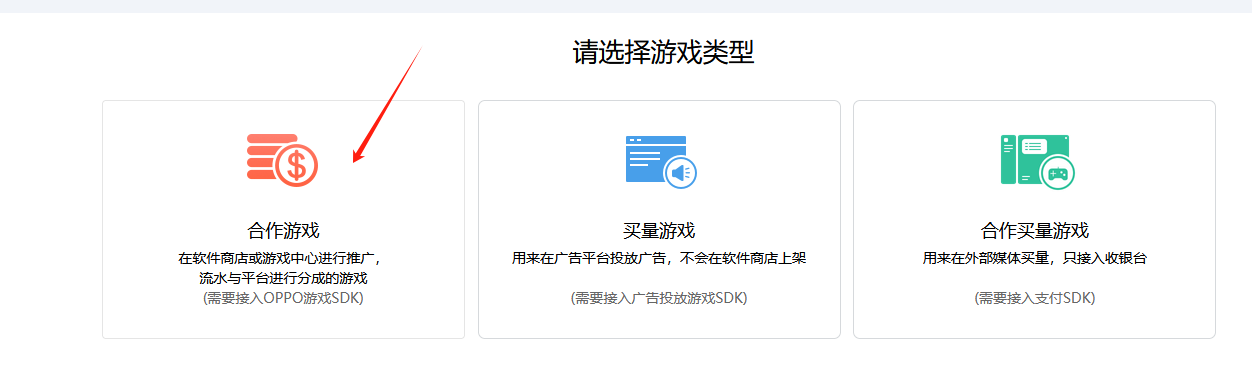 请选择游戏类型
合作游戏
在软件商店或游戏中心进行推广，
流水与平台进行分成的游戏
(需要接入OPPO游戏SDK)
买量游戏
用来在广告平台投放广告，不会在软件商店上架
(需要接入广告投放游戏SDK)
合作买量游戏
用来在外部媒体买量，只接入收银台
(需要接入支付SDK)